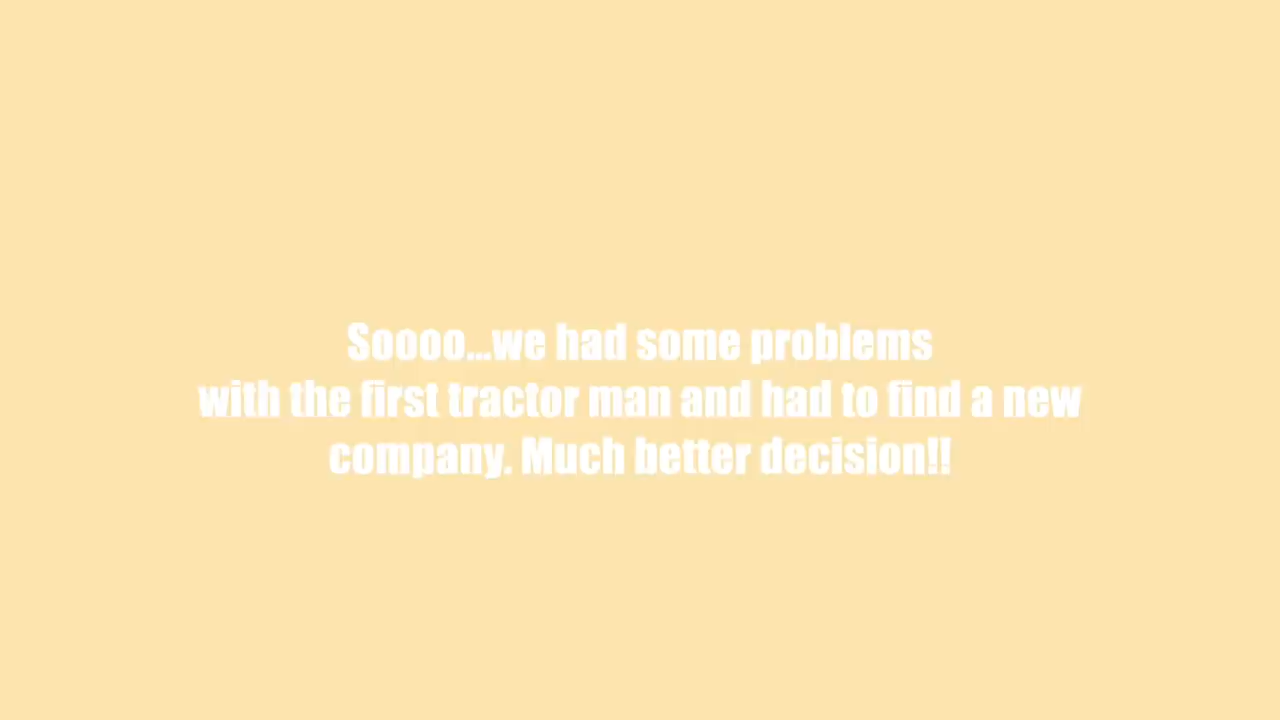 Soooo...we had some problems
with the first tractor man and had to find a new
company. Much better decision!!